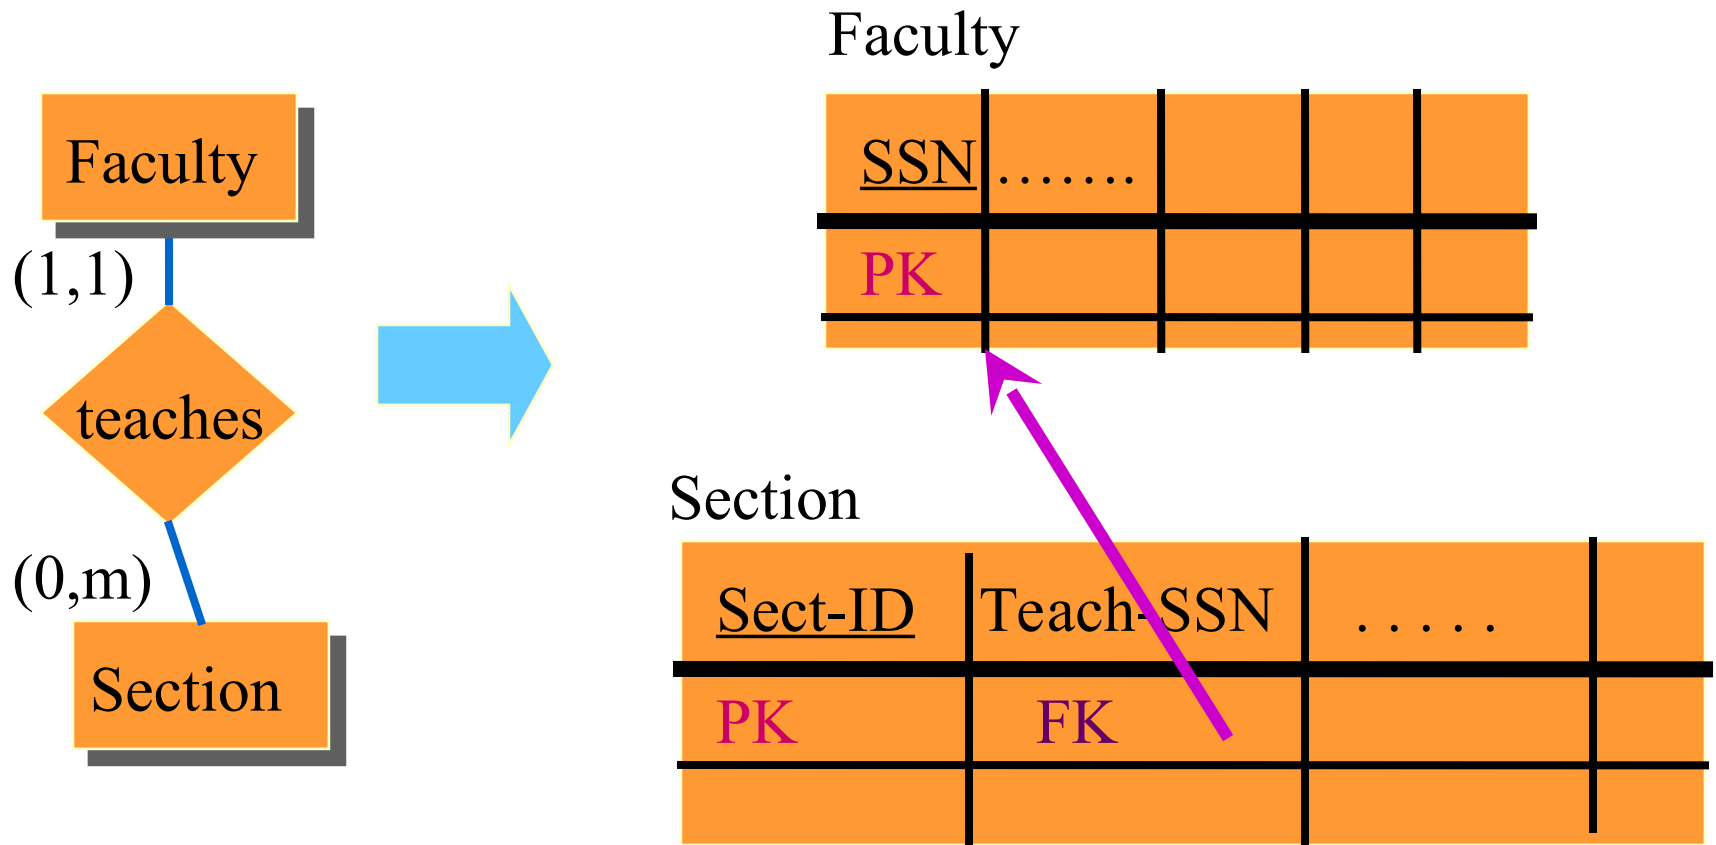 Faculty
(1,1)
teaches
(0,m)
Section
Faculty
SSN .......
PK
Section
Sect-ID Teach-SSN .....
PK FK